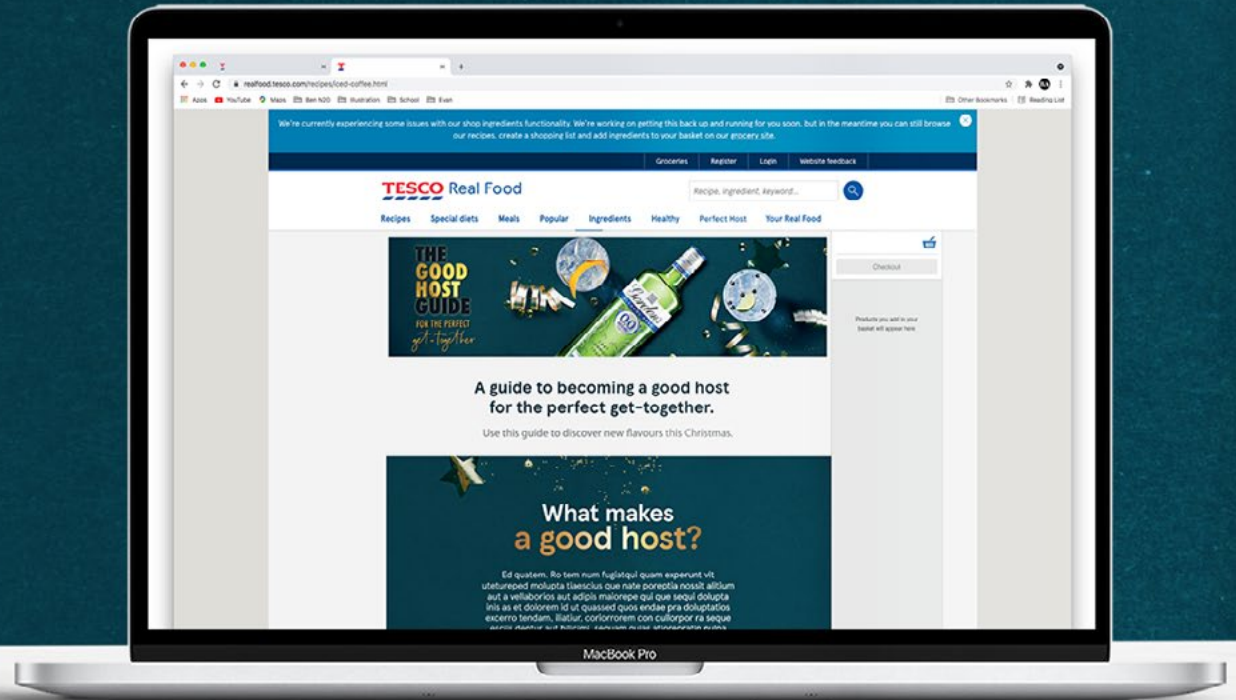 realfood.tesco.com/recipes/iced-coffee.html
Apps YouTube Maps Ben N20 Illustration School Evan Other Bookmarks Reading List
We're currently experiencing some issues with our shop ingredients functionality. We're working on getting this back up and running for you soon, but in the meantime you can still browse
our recipes, create a shopping list and add ingredients to your basket on our grocery site.
Groceries Register Login Website feedback
TESCO Real Food
Recipe, ingredient, keyword...
Recipes Special diets Meals Popular Ingredients Healthy Perfect Host Your Real Food
THE
GOOD
HOST
GUIDE
FOR THE PERFECT
get-together
Gordon's
0.0
Checkout
Products you add to your
basket will appear here
A guide to becoming a good host
for the perfect get-together.
Use this guide to discover new flavours this Christmas.
What makes
a good host?
Ed quatem. Ro tem num fugiatqui quam experunt vit
utetureped molupta tiaescius que nate poreptia nossit alitium
aut a vellaborios aut adipis maiorepe qui que sequi dolupta
inis as et dolorem id ut quassed quos endae pra doluptatios
excerro tendam, iliatiur, coriorrorem con cullorpor ra seque
MacBook Pro